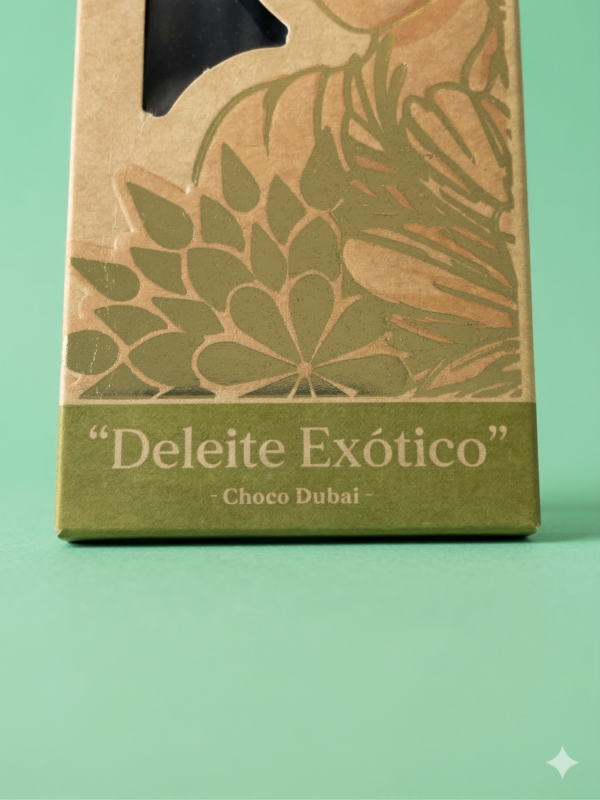 “Deleite Exótico”
- Choco Dubai -